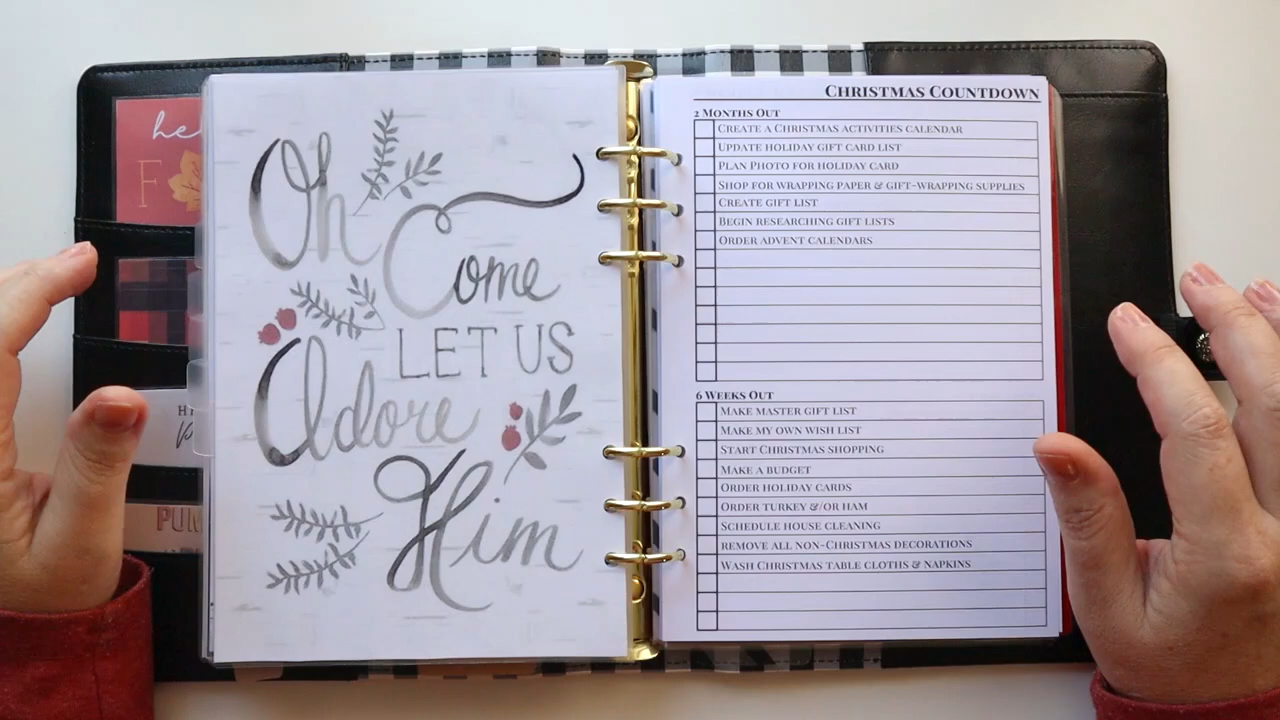 Oh
Come
LET US
Adore
Him
CHRISTMAS COUNTDOWN
2 MONTHS OUT
CREATE A CHRISTMAS ACTIVITIES CALENDAR
UPDATE HOLIDAY GIFT CARD LIST
PLAN PHOTO FOR HOLIDAY CARD
SHOP FOR WRAPPING PAPER & GIFT-WRAPPING SUPPLIES
CREATE GIFT LIST
BEGIN RESEARCHING GIFT LISTS
ORDER ADVENT CALENDARS
6 WEEKS OUT
MAKE MASTER GIFT LIST
MAKE MY OWN WISH LIST
START CHRISTMAS SHOPPING
MAKE A BUDGET
ORDER HOLIDAY CARDS
ORDER TURKEY &/OR HAM
SCHEDULE HOUSE CLEANING
REMOVE ALL NON-CHRISTMAS DECORATIONS
WASH CHRISTMAS TABLE CLOTHS & NAPKINS